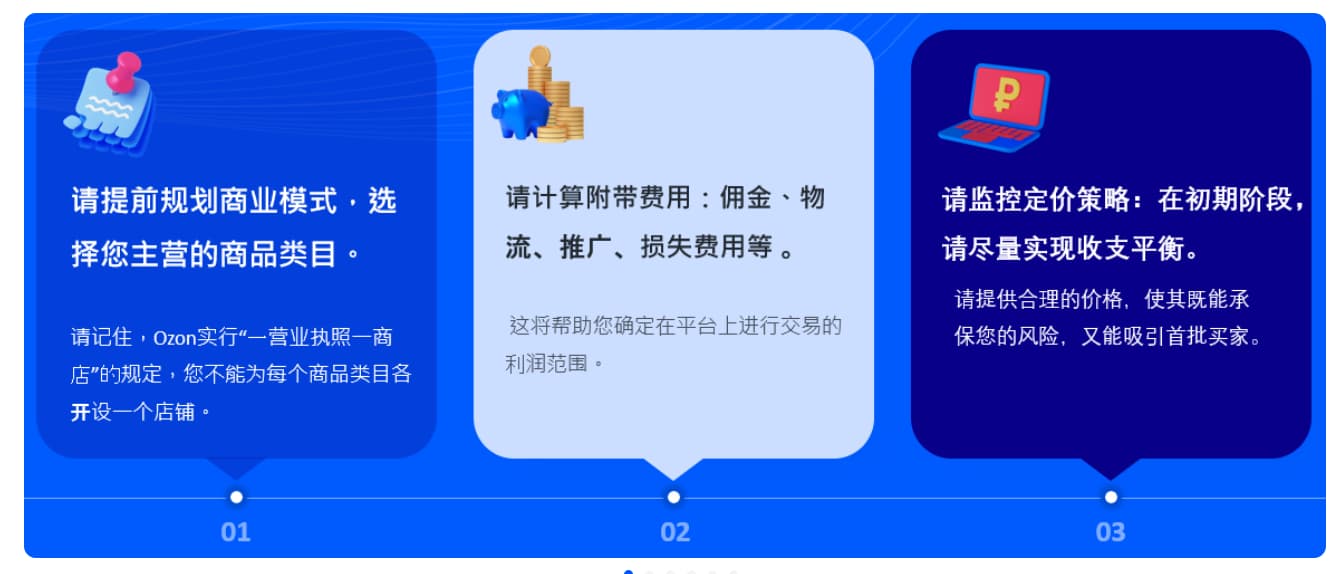 请提前规划商业模式，选
择您主营的商品类目。
请记住，Ozon实行“一营业执照一商
店”的规定，您不能为每个商品类目各
开设一个店铺。
01
请计算附带费用：佣金、物
流、推广、损失费用等。
这将帮助您确定在平台上进行交易的
利润范围。
02
请监控定价策略：在初期阶段，
请尽量实现收支平衡。
请提供合理的价格，使其既能承
保您的风险，又能吸引首批买家。
03